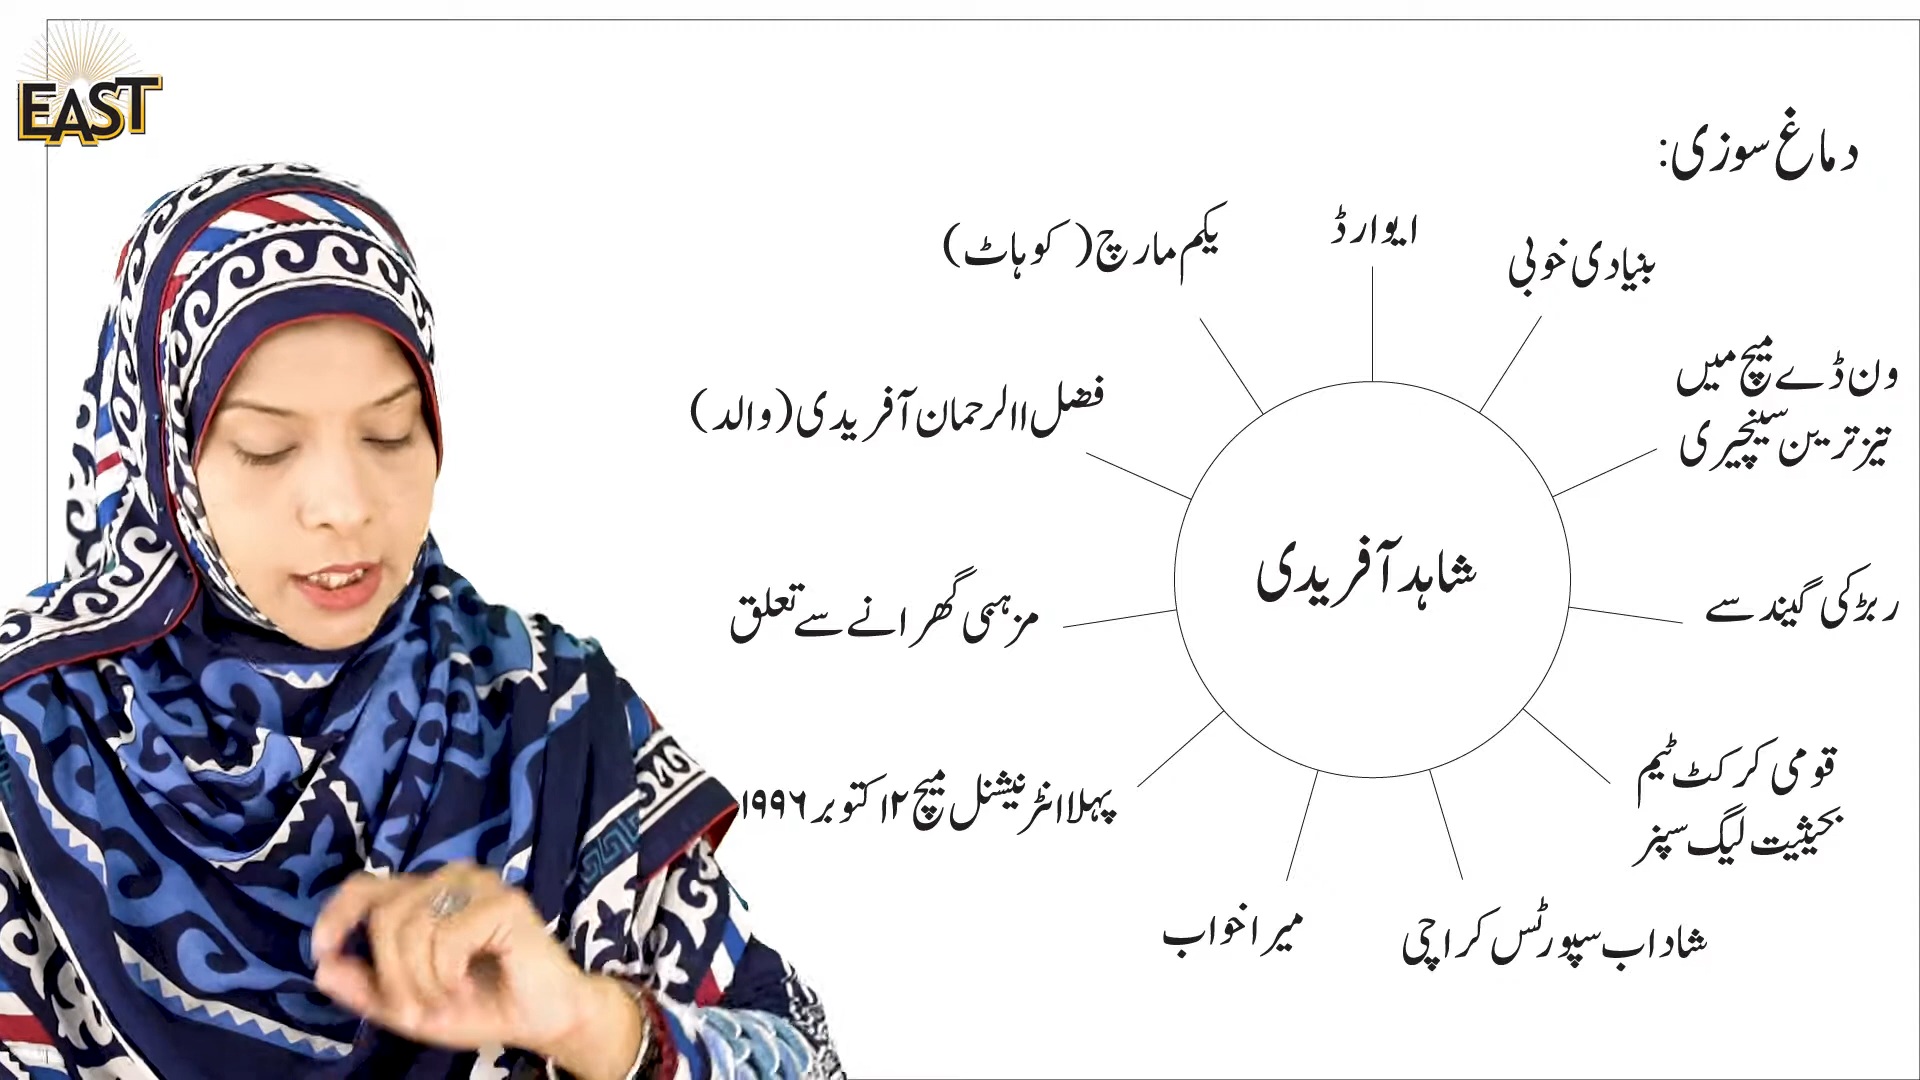 EAST
دماغ سوزی:
ایوارڈ
بنیادی خوبی
یکم مارچ (کوہاٹ)
ون ڈے میچ میں
تیز ترین سینچیری
فضل االرحمان آفریدی (والد)
شاہد آفریدی
ربڑ کی گیند سے
مزہبی گھرانے سے تعلق
قومی کرکٹ ٹیم
بحیثیت لیگ سپنر
پہلا انٹرنیشنل میچ ۲ اکتوبر ۱۹۹۶
میرا خواب
شاداب سپورٹس کراچی